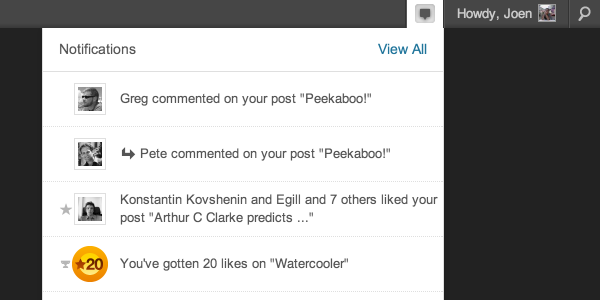 Howdy, Joen
Notifications View All
Greg commented on your post "Peekaboo!"
Pete commented on your post "Peekaboo!"
Konstantin Kovshenin and Egill and 7 others liked your
post "Arthur C Clarke predicts ..."
20
You've gotten 20 likes on "Watercooler"